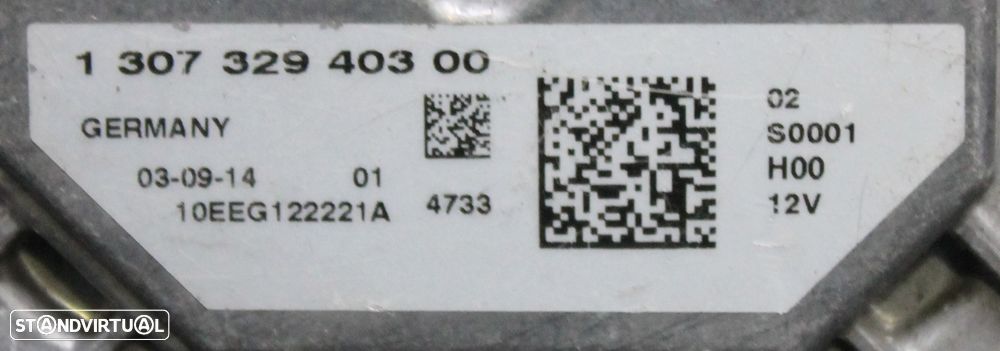 1 307 329 403 00
GERMANY
03-09-14 01
10EEG122221A 4733
02
S0001
H00
12V
STANDVIRTUAL